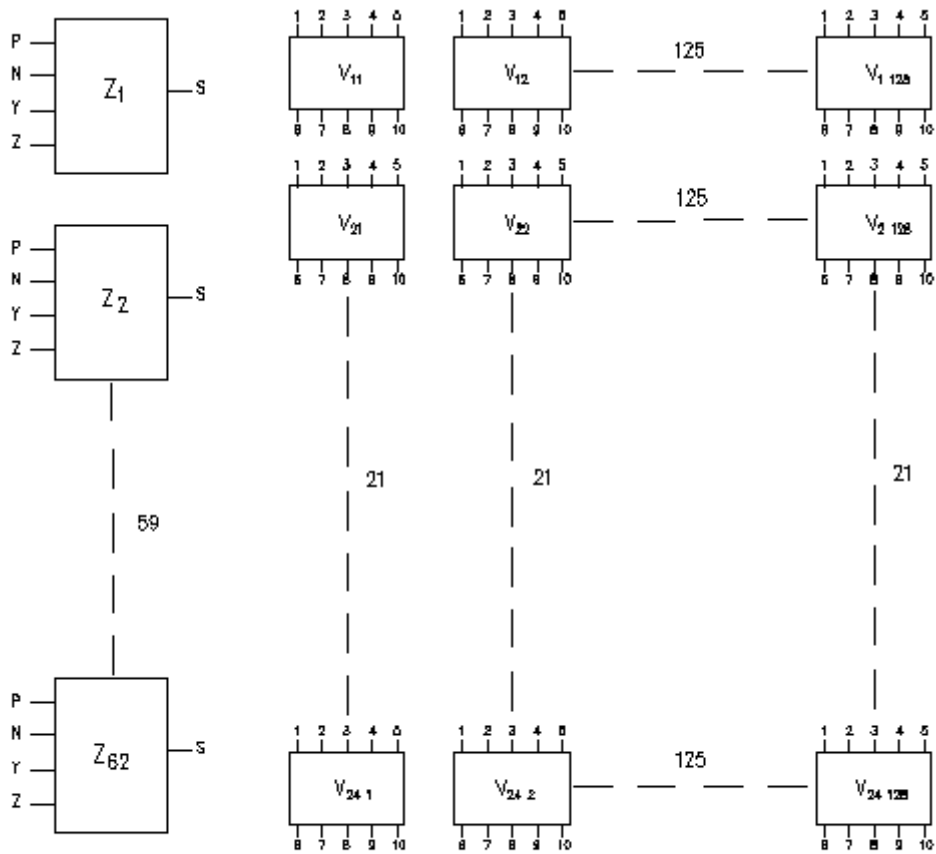 1 2 3 4 5 1 2 3 4 5 1 2 3 4 5
P N Y Z Z1 S
V11 V12 125 V1 128
6 7 8 9 10 6 7 8 9 10 6 7 8 9 10
1 2 3 4 5 1 2 3 4 5 1 2 3 4 5
V21 V22 125 V2 128
P N Y Z Z2 S
6 7 8 9 10 6 7 8 9 10 6 7 8 9 10
59 21 21 21
P N Y Z Z62 S
1 2 3 4 5 1 2 3 4 5 1 2 3 4 5
V24 1 V24 2 125 V24 128
6 7 8 9 10 6 7 8 9 10 6 7 8 9 10